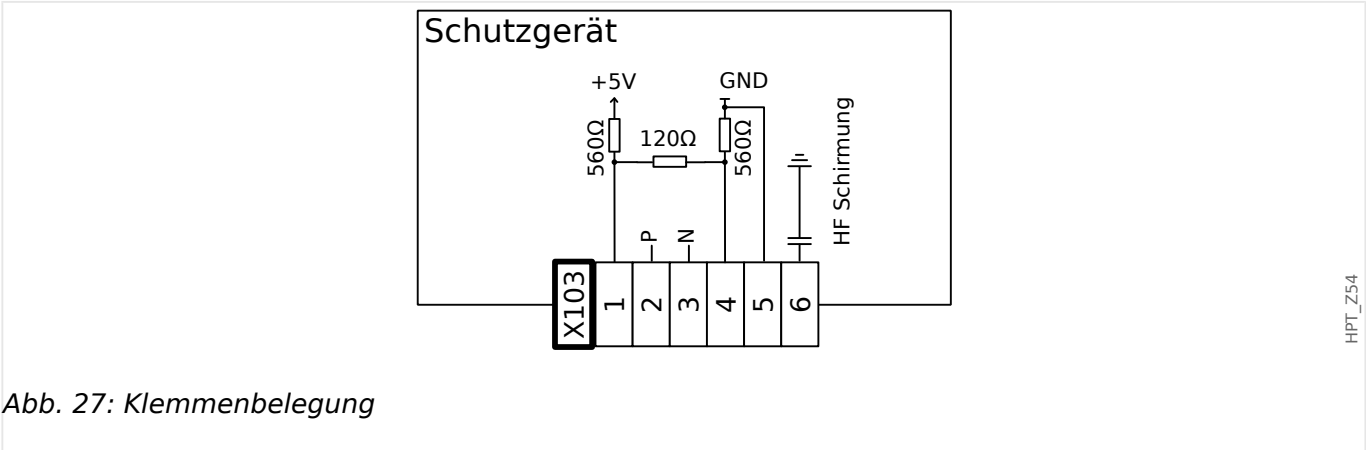 Schutzgerät
+5V
GND
560Ω
120Ω
560Ω
HF Schirmung
P
N
X103
1
2
3
4
5
6
HPT_Z54
Abb. 27: Klemmenbelegung